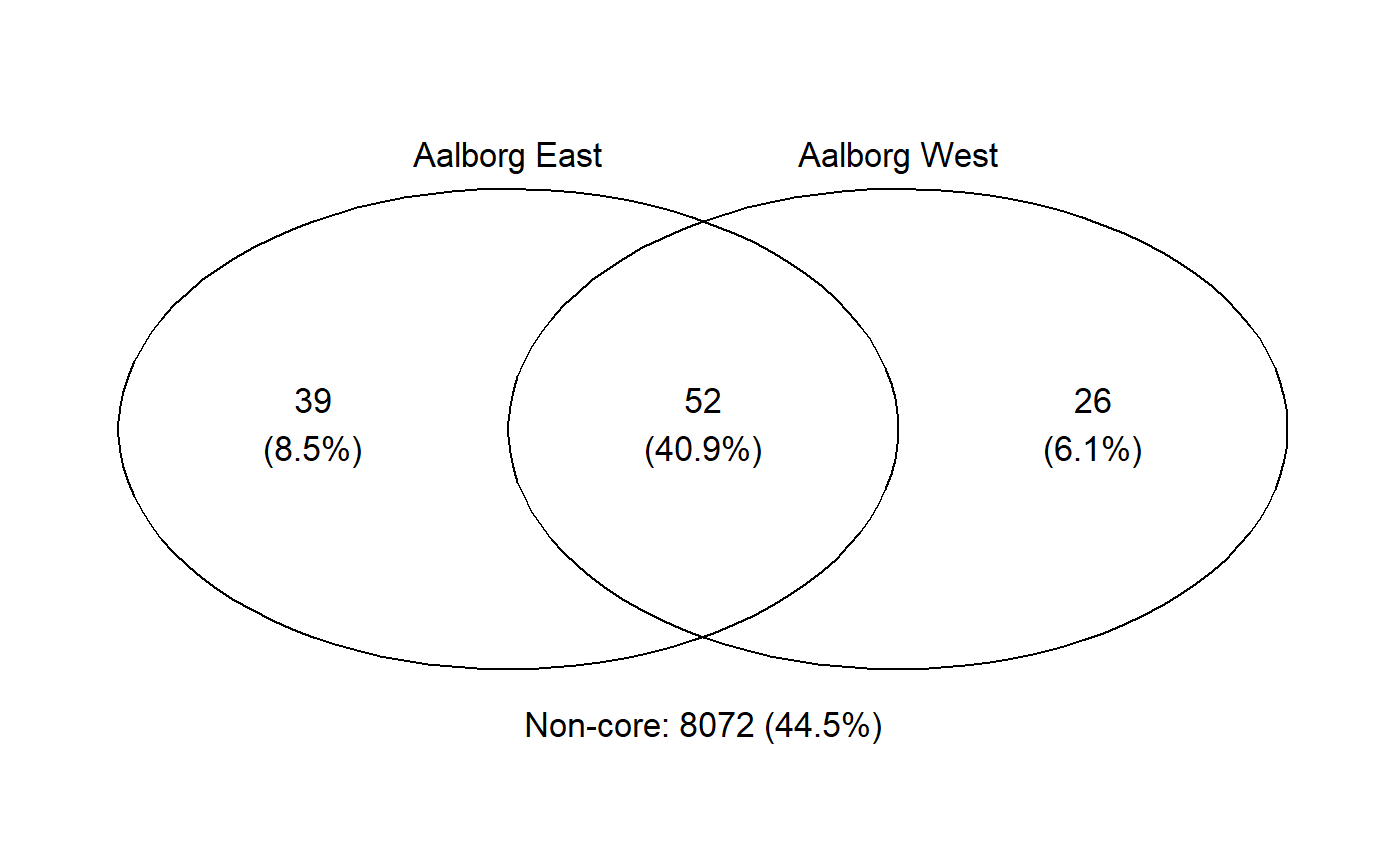 Aalborg East
Aalborg West
39
(8.5%)
52
(40.9%)
26
(6.1%)
Non-core: 8072 (44.5%)